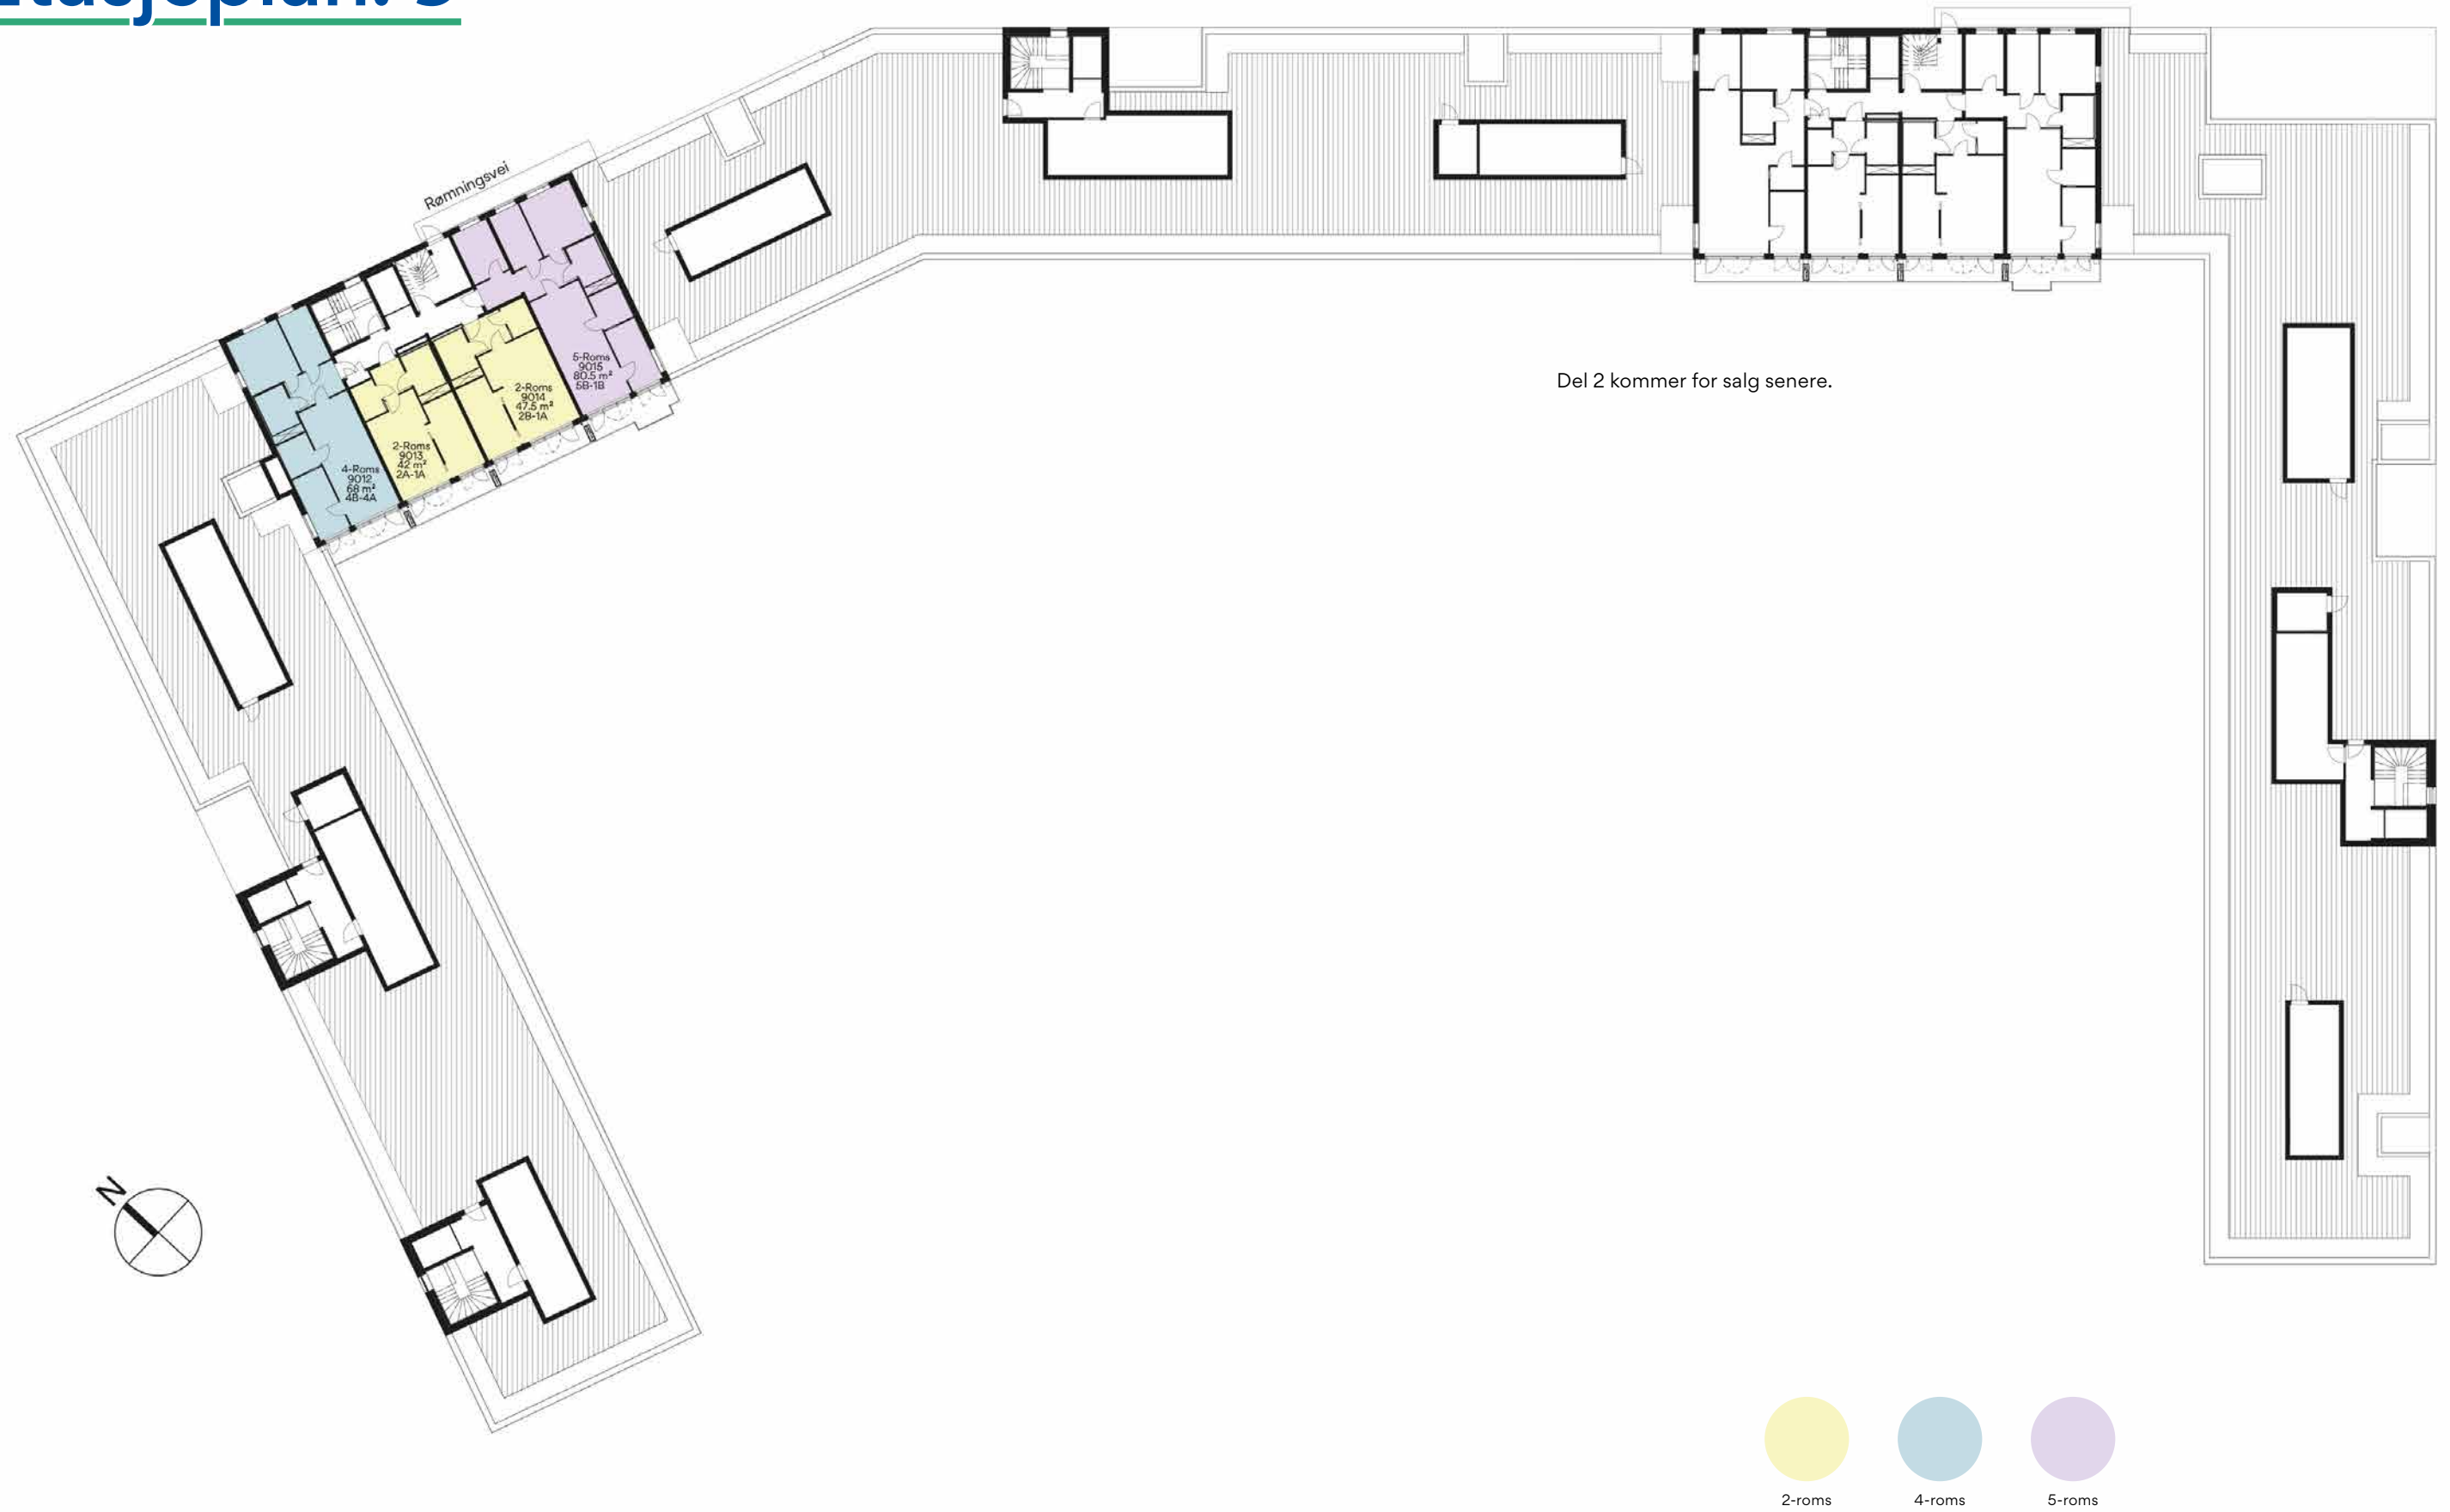 Rømningsvei
5-Roms
9015
80.5 m²
5B-1B
2-Roms
9014
47.5 m²
2B-1A
2-Roms
9013
42 m²
2A-1A
4-Roms
9012
68 m²
4B-4A
Del 2 kommer for salg senere.
N
2-roms
4-roms
5-roms